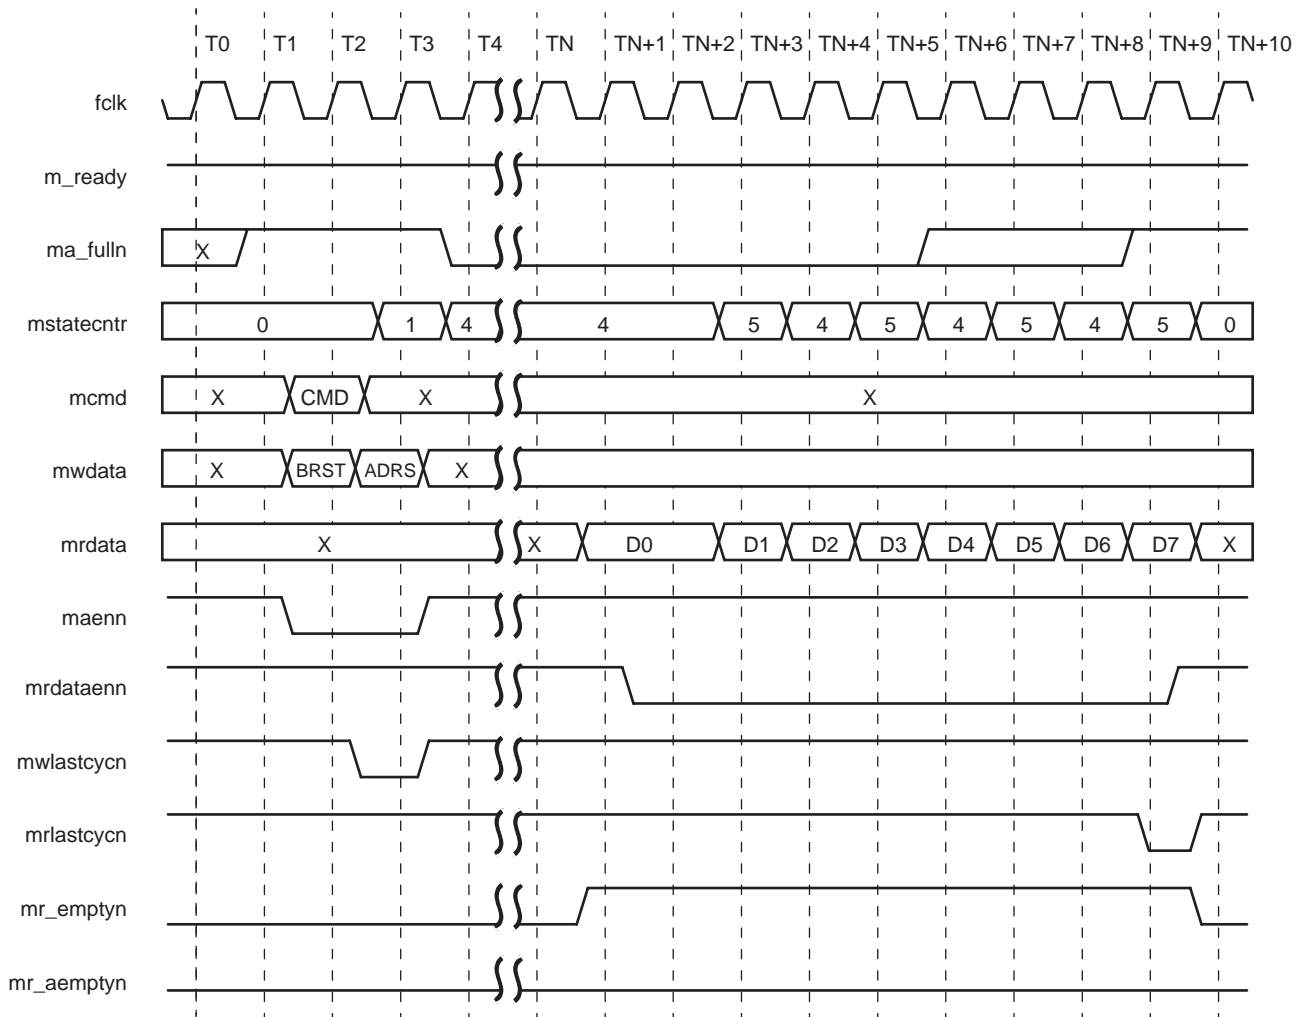 T0 T1 T2 T3 T4 TN TN+1 TN+2 TN+3 TN+4 TN+5 TN+6 TN+7 TN+8 TN+9 TN+10
fclk
m_ready
ma_fulln X
mstatecntr 0 1 4 4 5 4 5 4 5 4 5 0
mcmd X CMD X X
mwdata X BRST ADRS X
mrdata X X D0 D1 D2 D3 D4 D5 D6 D7 X
maenn
mrdataenn
mwlastcycn
mrlastcycn
mr_emptyn
mr_aemptyn